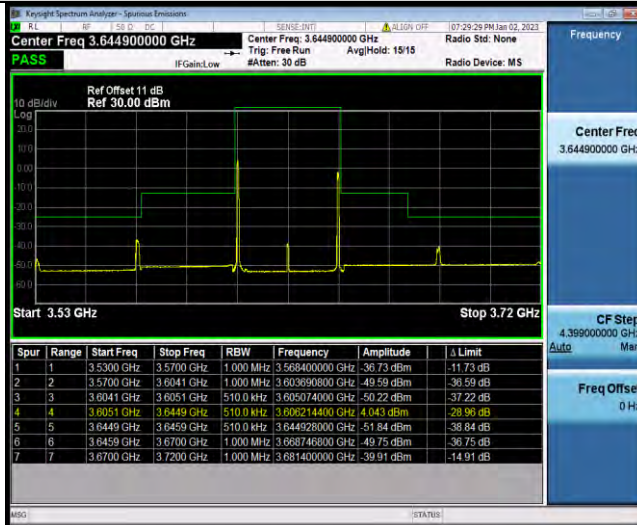 Keysight Spectrum Analyzer - Spurious Emissions
RL RF 50 Ω DC SENSE:INT ALIGN OFF 07:29:29 PM Jan 02, 2023
Center Freq 3.644900000 GHz Center Freq: 3.644900000 GHz Radio Std: None
Trig: Free Run Avg|Hold: 15/15
PASS IFGain:Low #Atten: 30 dB Radio Device: MS
Frequency
Ref Offset 11 dB
10 dB/div Ref 30.00 dBm
Log
20.0
10.0
0.00
-10.0
-20.0
-30.0
-40.0
-50.0
-60.0
Start 3.53 GHz Stop 3.72 GHz
Center Freq
3.644900000 GHz
CF Step
4.399000000 GHz
Auto Man
Freq Offset
0 Hz
Spur Range Start Freq Stop Freq RBW Frequency Amplitude Δ Limit
1 1 3.5300 GHz 3.5700 GHz 1.000 MHz 3.568400000 GHz -36.73 dBm -11.73 dB
2 2 3.5700 GHz 3.6041 GHz 1.000 MHz 3.603690800 GHz -49.59 dBm -36.59 dB
3 3 3.6041 GHz 3.6051 GHz 510.0 kHz 3.605074000 GHz -50.22 dBm -37.22 dB
4 4 3.6051 GHz 3.6449 GHz 510.0 kHz 3.606214400 GHz 4.043 dBm -28.96 dB
5 5 3.6449 GHz 3.6459 GHz 510.0 kHz 3.644928000 GHz -51.84 dBm -38.84 dB
6 6 3.6459 GHz 3.6700 GHz 1.000 MHz 3.668746800 GHz -49.75 dBm -36.75 dB
7 7 3.6700 GHz 3.7200 GHz 1.000 MHz 3.681400000 GHz -39.91 dBm -14.91 dB
MSG STATUS